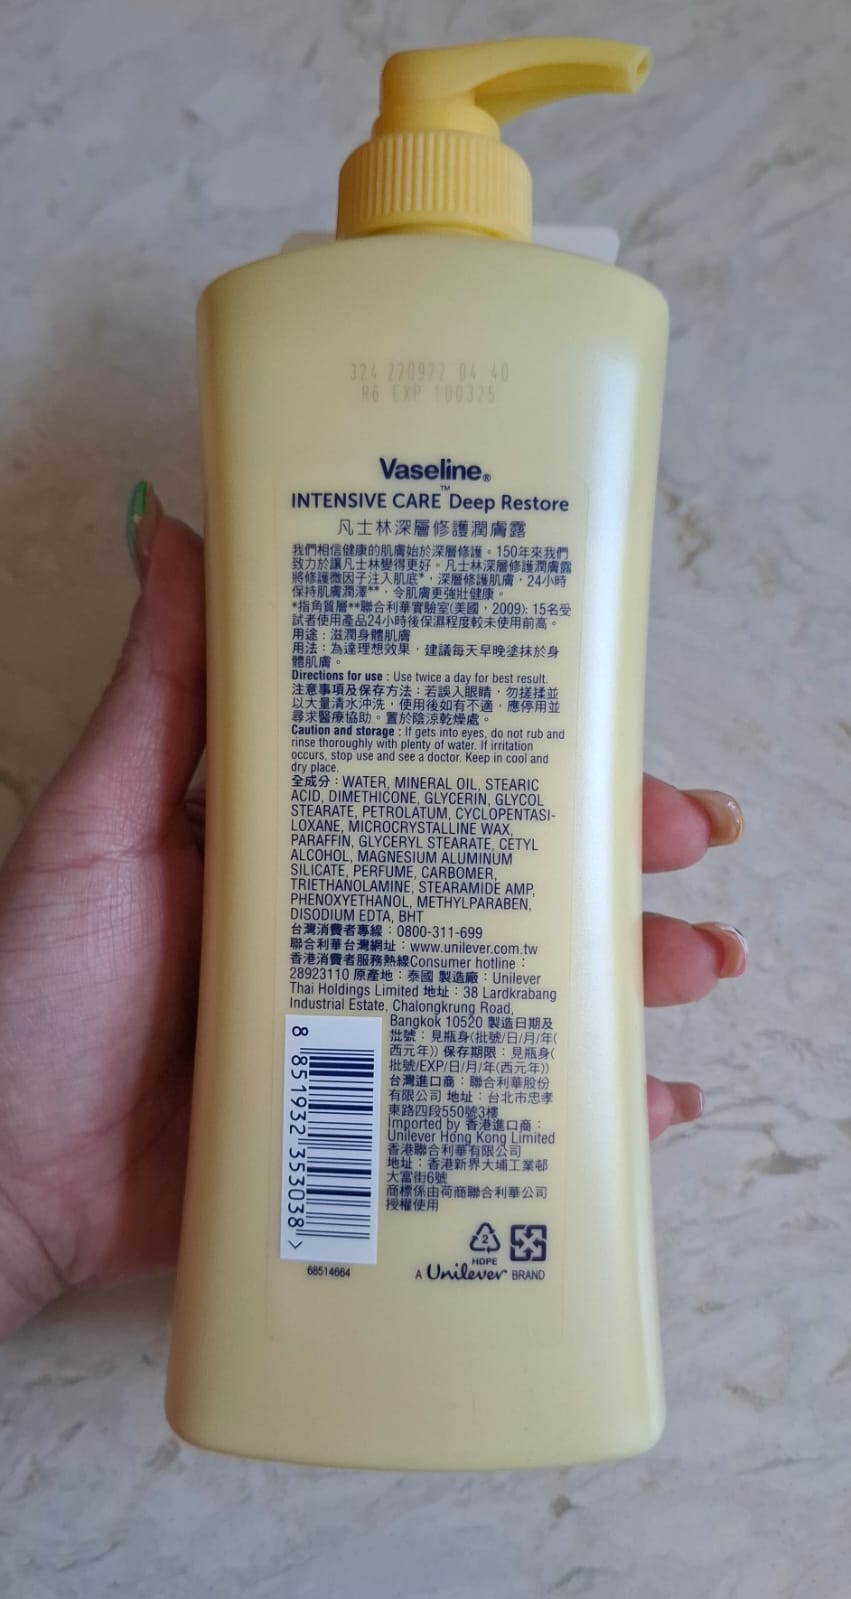 324 220922 04 40
R6 EXP 100325
Vaseline®
INTENSIVE CARE™ Deep Restore
凡士林深層修護潤膚露
我們相信健康的肌膚始於深層修護。150年來我們
致力於讓凡士林變得更好。凡士林深層修護潤膚露
將修護微因子注入肌底*，深層修護肌膚，24小時
保持肌膚潤澤**，令肌膚更強壯健康。
*指角質層**聯合利華實驗室(美國，2009): 15名受
試者使用產品24小時後保濕程度較未使用前高。
用途：滋潤身體肌膚
用法：為達理想效果，建議每天早晚塗抹於身
體肌膚。
Directions for use : Use twice a day for best result.
注意事項及保存方法：若誤入眼睛，勿搓揉並
以大量清水沖洗，使用後如有不適，應停用並
尋求醫療協助。置於陰涼乾燥處。
Caution and storage : If gets into eyes, do not rub and
rinse thoroughly with plenty of water. If irritation
occurs, stop use and see a doctor. Keep in cool and
dry place.
全成分：WATER, MINERAL OIL, STEARIC
ACID, DIMETHICONE, GLYCERIN, GLYCOL
STEARATE, PETROLATUM, CYCLOPENTASI-
LOXANE, MICROCRYSTALLINE WAX,
PARAFFIN, GLYCERYL STEARATE, CETYL
ALCOHOL, MAGNESIUM ALUMINUM
SILICATE, PERFUME, CARBOMER,
TRIETHANOLAMINE, STEARAMIDE AMP,
PHENOXYETHANOL, METHYLPARABEN,
DISODIUM EDTA, BHT
台灣消費者專線：0800-311-699
聯合利華台灣網址：www.unilever.com.tw
香港消費者服務熱線Consumer hotline：
28923110 原產地：泰國 製造廠：Unilever
Thai Holdings Limited 地址：38 Lardkrabang
Industrial Estate, Chalongkrung Road,
Bangkok 10520 製造日期及
批號：見瓶身(批號/日/月/年(
西元年)) 保存期限：見瓶身(
批號/EXP/日/月/年(西元年))
台灣進口商：聯合利華股份
有限公司 地址：台北市忠孝
東路四段550號3樓
Imported by 香港進口商：
Unilever Hong Kong Limited
香港聯合利華有限公司
地址：香港新界大埔工業邨
大富街6號
商標係由荷商聯合利華公司
授權使用
8 851932 353038 >
68514664
2
HDPE
A Unilever BRAND